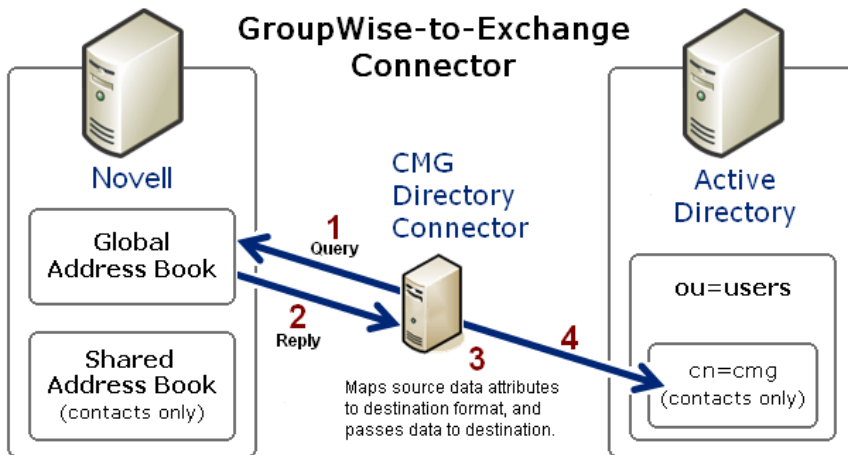 GroupWise-to-Exchange
Connector
Novell
Global
Address Book
Shared
Address Book
(contacts only)
CMG
Directory
Connector
1
Query
2
Reply
3
Maps source data attributes
to destination format, and
passes data to destination.
4
Active
Directory
ou=users
cn=cmg
(contacts only)